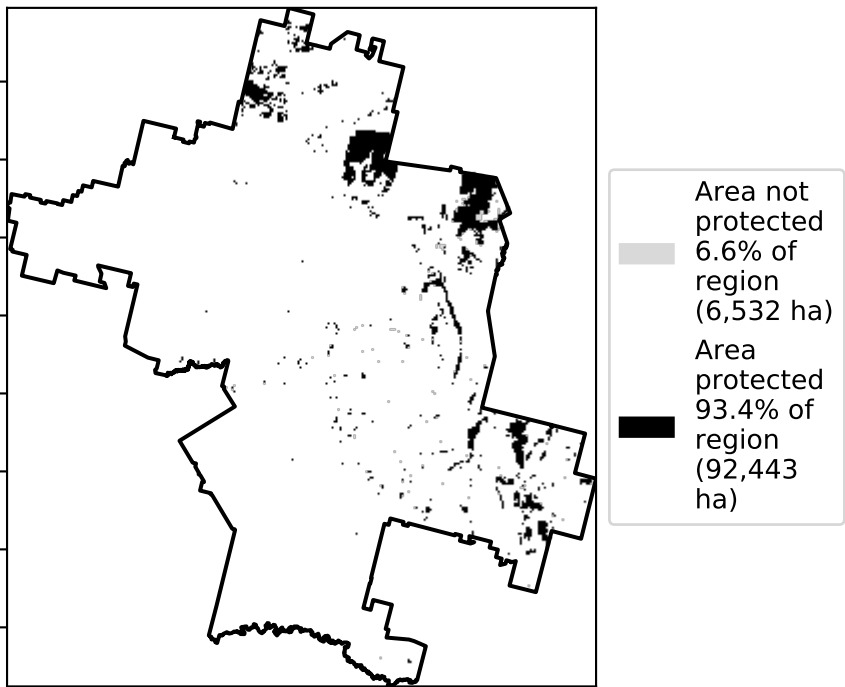 Area not
protected
6.6% of
region
(6,532 ha)
Area
protected
93.4% of
region
(92,443
ha)